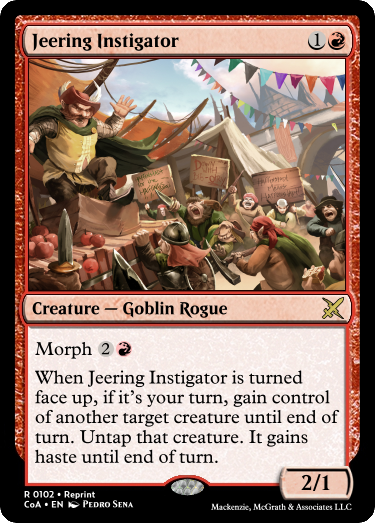 Jeering Instigator 1
Creature — Goblin Rogue
Morph 2
When Jeering Instigator is turned
face up, if it's your turn, gain control
of another target creature until end of
turn. Untap that creature. It gains
haste until end of turn.
2/1
R 0102 • Reprint
CoA • EN Pedro Sena
Mackenzie, McGrath & Associates LLC